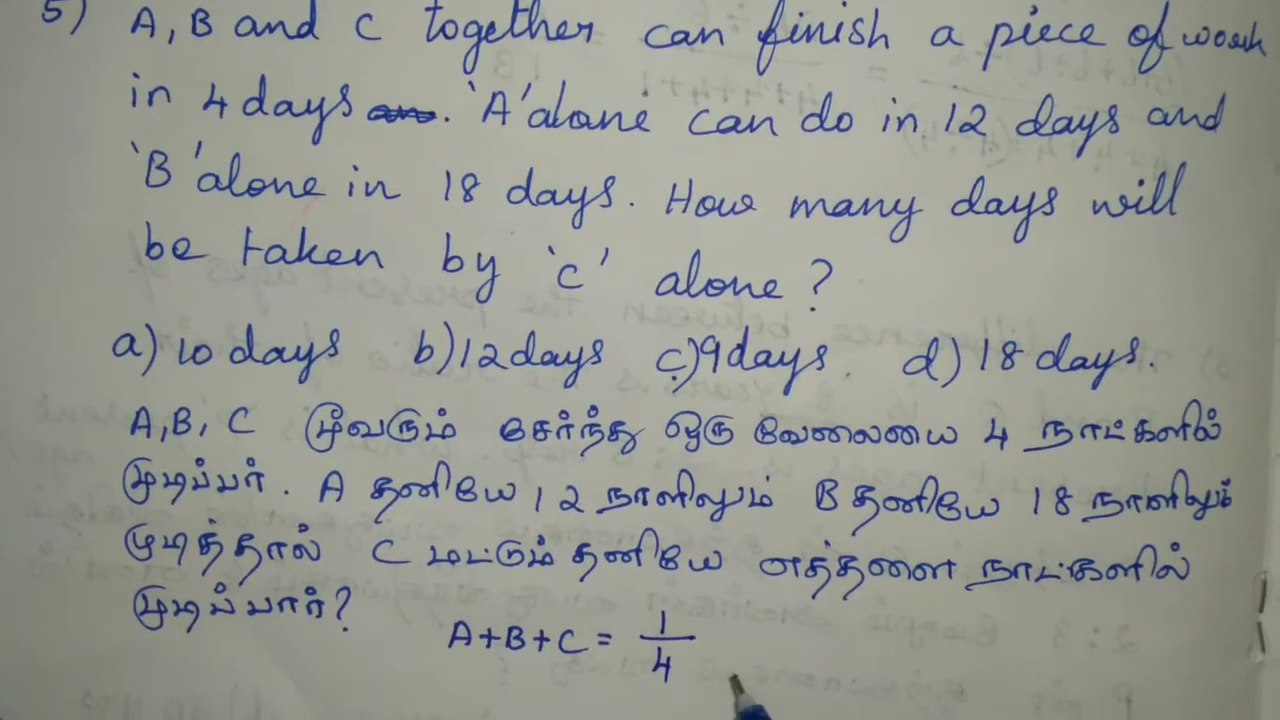 5) A, B and C together can finish a piece of work
in 4 days. 'A' alone can do in 12 days and
'B' alone in 18 days. How many days will
be taken by 'C' alone?
a) 10 days b) 12 days c) 9 days d) 18 days.
A, B, C மூவரும் சேர்ந்து ஒரு வேலையை 4 நாட்களில்
முடிப்பர். A தனியே 12 நாளிலும் B தனியே 18 நாளிலும்
முடித்தால் C மட்டும் தனியே எத்தனை நாட்களில்
முடிப்பார்?
A+B+C = 1/4